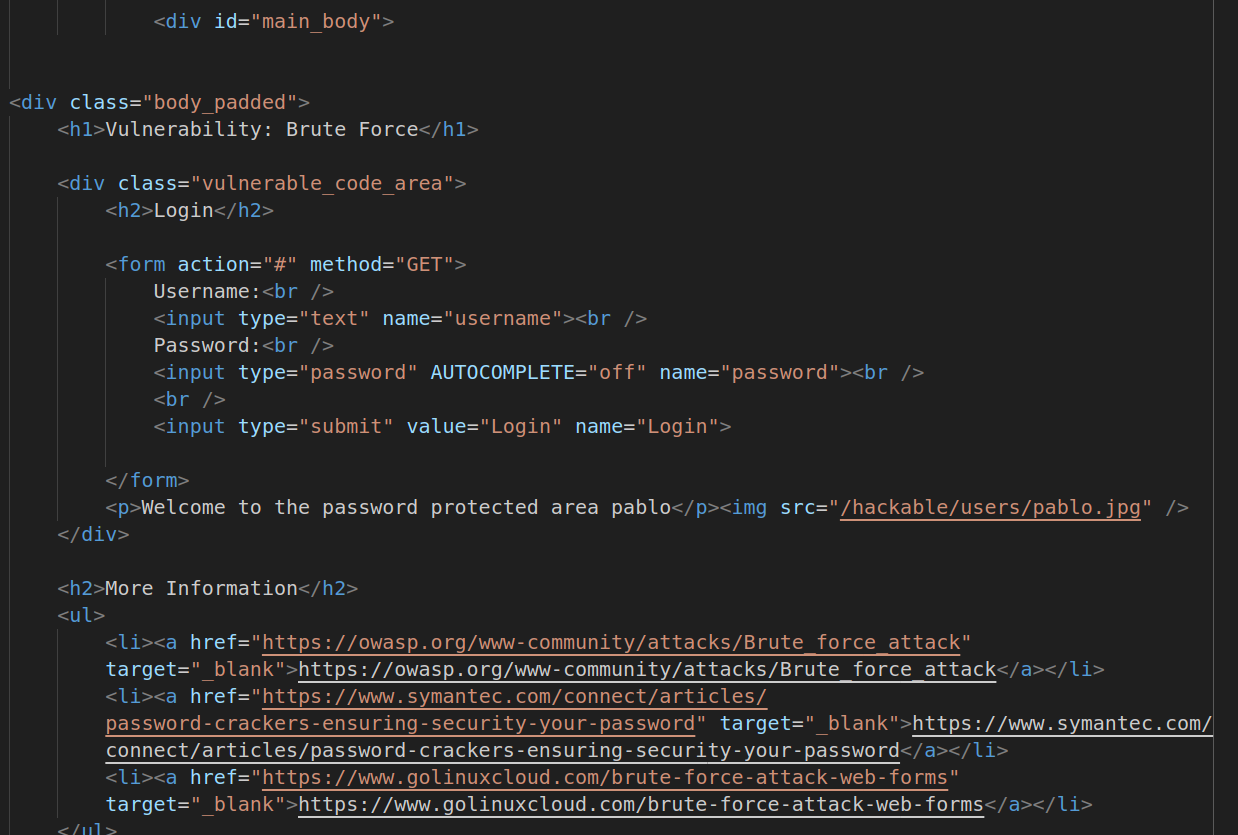 <div id="main_body">
<div class="body_padded">
<h1>Vulnerability: Brute Force</h1>
<div class="vulnerable_code_area">
<h2>Login</h2>
<form action="#" method="GET">
Username:<br />
<input type="text" name="username"><br />
Password:<br />
<input type="password" AUTOCOMPLETE="off" name="password"><br />
<br />
<input type="submit" value="Login" name="Login">
</form>
<p>Welcome to the password protected area pablo</p><img src="/hackable/users/pablo.jpg" />
</div>
<h2>More Information</h2>
<ul>
<li><a href="https://owasp.org/www-community/attacks/Brute_force_attack"
target="_blank">https://owasp.org/www-community/attacks/Brute_force_attack</a></li>
<li><a href="https://www.symantec.com/connect/articles/
password-crackers-ensuring-security-your-password" target="_blank">https://www.symantec.com/
connect/articles/password-crackers-ensuring-security-your-password</a></li>
<li><a href="https://www.golinuxcloud.com/brute-force-attack-web-forms"
target="_blank">https://www.golinuxcloud.com/brute-force-attack-web-forms</a></li>
</ul>